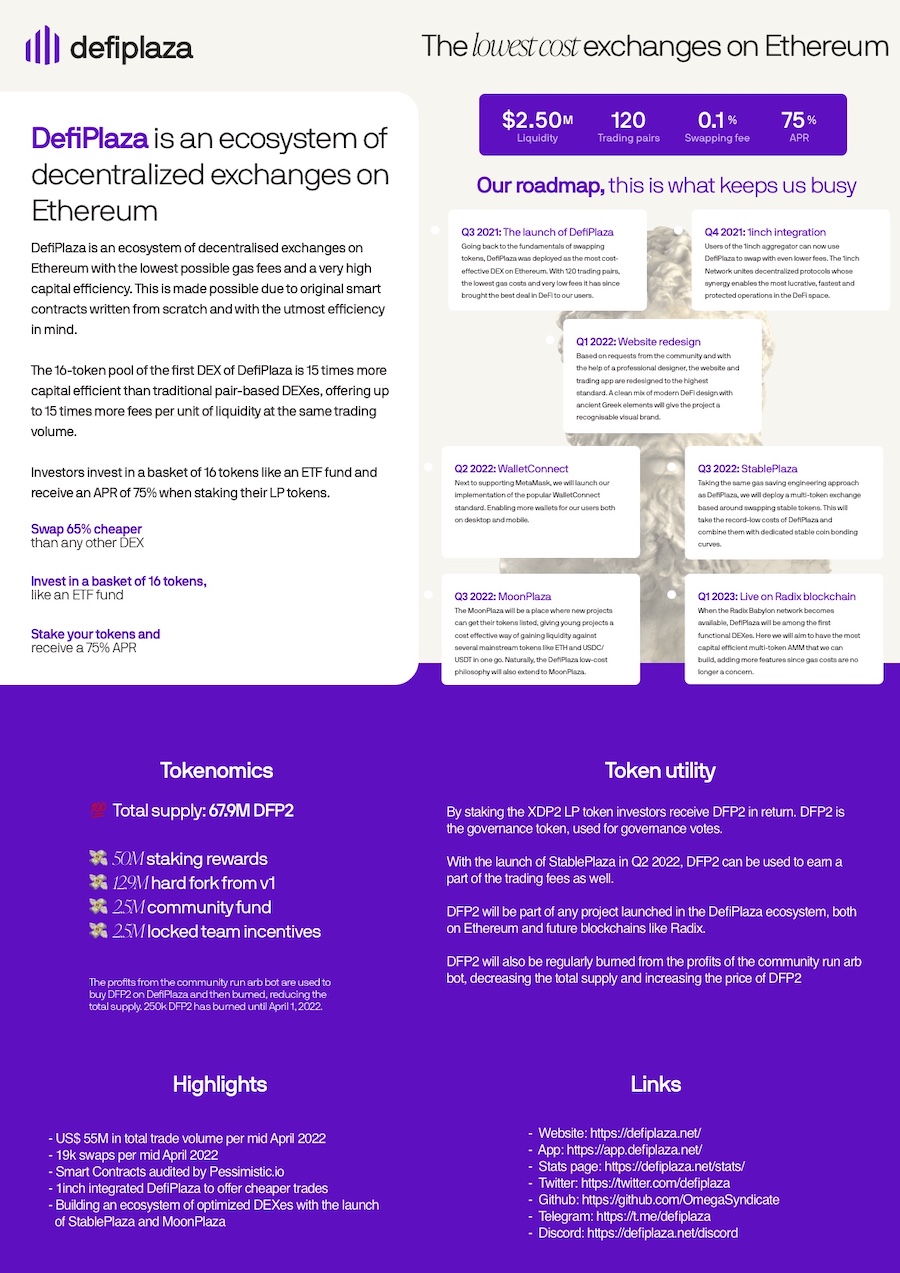 defiplaza
The lowest cost exchanges on Ethereum
DefiPlaza is an ecosystem of
decentralized exchanges on
Ethereum
DefiPlaza is an ecosystem of decentralised exchanges on
Ethereum with the lowest possible gas fees and a very high
capital efficiency. This is made possible due to original smart
contracts written from scratch and with the utmost efficiency
in mind.
The 16-token pool of the first DEX of DefiPlaza is 15 times more
capital efficient than traditional pair-based DEXes, offering up
to 15 times more fees per unit of liquidity at the same trading
volume.
Investors invest in a basket of 16 tokens like an ETF fund and
receive an APR of 75% when staking their LP tokens.
Swap 65% cheaper
than any other DEX
Invest in a basket of 16 tokens,
like an ETF fund
Stake your tokens and
receive a 75% APR
$2.50M
Liquidity
120
Trading pairs
0.1 %
Swapping fee
75 %
APR
Our roadmap, this is what keeps us busy
Q3 2021: The launch of DefiPlaza
Going back to the fundamentals of swapping
tokens, DefiPlaza was deployed as the most cost-
effective DEX on Ethereum. With 120 trading pairs,
the lowest gas costs and very low fees it has since
brought the best deal in DeFi to our users.
Q4 2021: 1inch integration
Users of the 1inch aggregator can now use
DefiPlaza to swap with even lower fees. The 1inch
Network unites decentralized protocols whose
synergy enables the most lucrative, fastest and
protected operations in the DeFi space.
Q1 2022: Website redesign
Based on requests from the community and with
the help of a professional designer, the website and
trading app are redesigned to the highest
standard. A clean mix of modern DeFi design with
ancient Greek elements will give the project a
recognisable visual brand.
Q2 2022: WalletConnect
Next to supporting MetaMask, we will launch our
implementation of the popular WalletConnect
standard. Enabling more wallets for our users both
on desktop and mobile.
Q3 2022: StablePlaza
Taking the same gas saving engineering approach
as DefiPlaza, we will deploy a multi-token exchange
based around swapping stable tokens. This will
take the record-low costs of DefiPlaza and
combine them with dedicated stable coin bonding
curves.
Q3 2022: MoonPlaza
The MoonPlaza will be a place where new projects
can get their tokens listed, giving young projects a
cost effective way of gaining liquidity against
several mainstream tokens like ETH and USDC/
USDT in one go. Naturally, the DefiPlaza low-cost
philosophy will also extend to MoonPlaza.
Q1 2023: Live on Radix blockchain
When the Radix Babylon network becomes
available, DefiPlaza will be among the first
functional DEXes. Here we will aim to have the most
capital efficient multi-token AMM that we can
build, adding more features since gas costs are no
longer a concern.
Tokenomics
💯 Total supply: 67.9M DFP2
💸 50M staking rewards
💸 12.9M hard fork from v1
💸 2.5M community fund
💸 2.5M locked team incentives
The profits from the community run arb bot are used to
buy DFP2 on DefiPlaza and then burned, reducing the
total supply. 250k DFP2 has burned until April 1, 2022.
Token utility
By staking the XDP2 LP token investors receive DFP2 in return. DFP2 is
the governance token, used for governance votes.
With the launch of StablePlaza in Q2 2022, DFP2 can be used to earn a
part of the trading fees as well.
DFP2 will be part of any project launched in the DefiPlaza ecosystem, both
on Ethereum and future blockchains like Radix.
DFP2 will also be regularly burned from the profits of the community run arb
bot, decreasing the total supply and increasing the price of DFP2
Highlights
- US$ 55M in total trade volume per mid April 2022
- 19k swaps per mid April 2022
- Smart Contracts audited by Pessimistic.io
- 1inch integrated DefiPlaza to offer cheaper trades
- Building an ecosystem of optimized DEXes with the launch
of StablePlaza and MoonPlaza
Links
- Website: https://defiplaza.net/
- App: https://app.defiplaza.net/
- Stats page: https://defiplaza.net/stats/
- Twitter: https://twitter.com/defiplaza
- Github: https://github.com/OmegaSyndicate
- Telegram: https://t.me/defiplaza
- Discord: https://defiplaza.net/discord